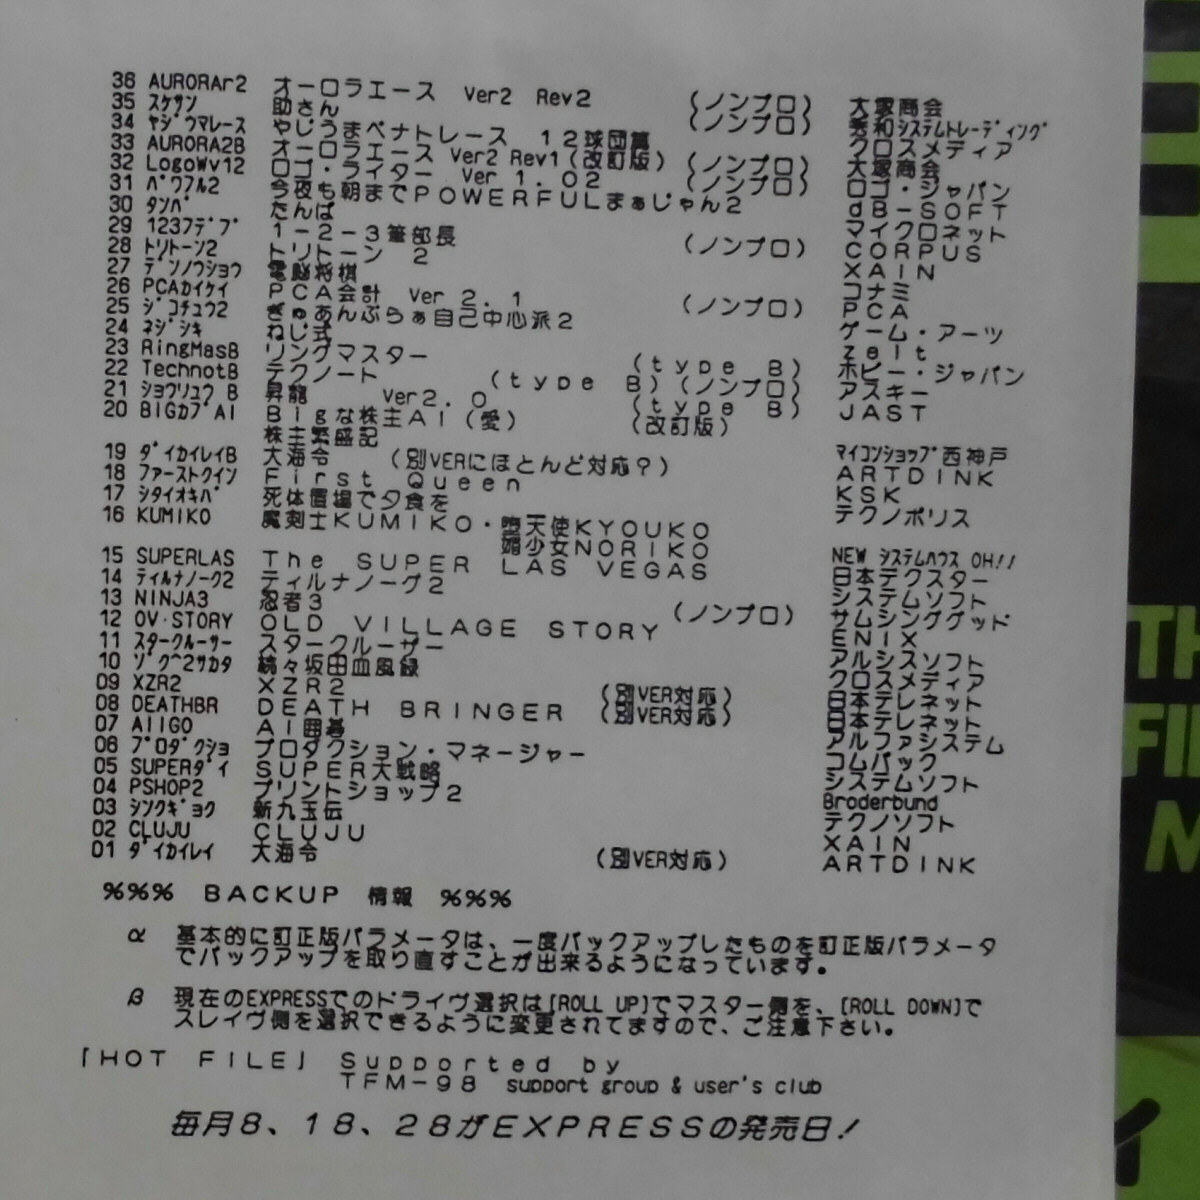 36 AURORAr2 オーロラエース Ver2 Rev2 (ノンプロ) 大塚商会
35 ｽｹｻﾝ 助さん (ノンプロ) 秀和ｼｽﾃﾑﾄﾚｰﾃﾞｨﾝｸﾞ
34 ﾔｼﾞｳﾏﾚｰｽ やじうまペナトレース 12球団篇 クロスメディア
33 AURORA2B オーロラエース Ver2 Rev1(改訂版) (ノンプロ) 大塚商会
32 LogoWv12 ロゴ・ライター Ver 1.02 (ノンプロ) ロゴ・ジャパン
31 ﾊﾟﾜﾌﾙ2 今夜も朝までPOWERFULまぁじゃん2 dB-SOFT
30 ﾀﾝﾊﾞ たんば マイクロネット
29 123ﾌﾃﾞﾌﾞ 1-2-3筆部長 (ノンプロ) CORPUS
28 ﾄﾘﾄｰﾝ2 トリトーン 2 XAIN
27 ﾃﾞﾝﾉｳｼｮｳ 電脳将棋 コナミ
26 PCAｶｲｹｲ PCA会計 Ver 2.1 (ノンプロ) PCA
25 ｼﾞｺﾁｭｳ2 ぎゅあんぶらぁ自己中心派2 ゲーム・アーツ
24 ﾈｼﾞｼｷ ねじ式 zeit
23 RingMasB リングマスター (type B) ホビー・ジャパン
22 TechnotB テクノート (type B)(ノンプロ) アスキー
21 ｼｮｳﾘｭｳ B 昇龍 Ver2.0 (type B) JAST
20 BIGｶﾌﾞAI Bigな株主AI(愛) (改訂版)
株主繁盛記
19 ﾀﾞｲｶｲﾚｲB 大海令 (別VERにほとんど対応?) ﾏｲｺﾝｼｮｯﾌﾟ西神戸
18 ﾌｧｰｽﾄｸｲﾝ First Queen ARTDINK
17 ｼﾀｲｵｷﾊﾞ 死体置場で夕食を KSK
16 KUMIKO 魔剣士KUMIKO・堕天使KYOUKO テクノポリス
媚少女NORIKO
15 SUPERLAS The SUPER LAS VEGAS NEW ｼｽﾃﾑﾊｳｽ OH!!
14 ﾃｨﾙﾅﾉｰｸ2 ティルナノーグ2 日本デクスター
13 NINJA3 忍者3 システムソフト
12 OV･STORY OLD VILLAGE STORY (ノンプロ) サムシンググッド
11 ｽﾀｰｸﾙｰｻﾞｰ スタークルーザー ENIX
10 ｿﾞｸ^2ｻｶﾀ 続々坂田血風録 アルシスソフト
09 XZR2 XZR2 (別VER対応) クロスメディア
08 DEATHBR DEATH BRINGER (別VER対応) 日本テレネット
07 AIIGO AI囲碁 日本テレネット
06 ﾌﾟﾛﾀﾞｸｼｮ プロダクション・マネージャー アルファシステム
05 SUPERﾀﾞｲ SUPER大戦略 コムパック
04 PSHOP2 プリントショップ2 システムソフト
03 ｼﾝｸｷﾞｮｸ 新九玉伝 Broderbund
02 CLUJU CLUJU テクノソフト
01 ﾀﾞｲｶｲﾚｲ 大海令 (別VER対応) XAIN
ARTDINK
%%% BACKUP 情報 %%%
α 基本的に訂正版パラメータは、一度バックアップしたものを訂正版パラメータ
でバックアップを取り直すことが出来るようになっています。
β 現在のEXPRESSでのドライヴ選択は[ROLL UP]でマスター側を、[ROLL DOWN]で
スレイヴ側を選択できるように変更されてますので、ご注意下さい。
「HOT FILE」 Supported by
TFM-98 support group & user's club
毎月8、18、28がEXPRESSの発売日!
TH
FI
M